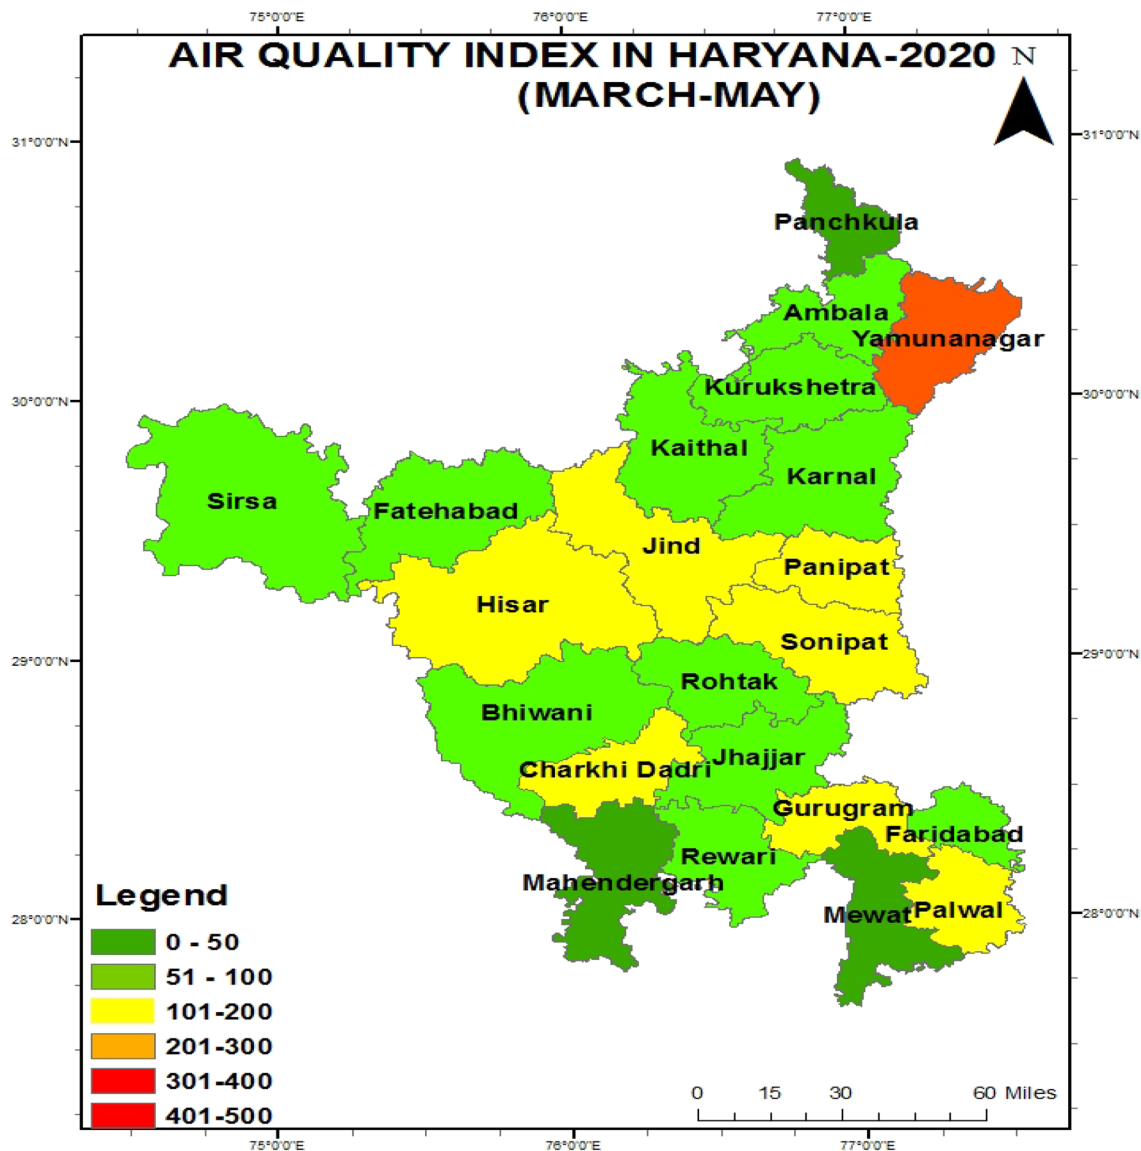 75°0'0"E 76°0'0"E 77°0'0"E
AIR QUALITY INDEX IN HARYANA-2020
(MARCH-MAY)
N
31°0'0"N 31°0'0"N
Panchkula
Ambala
Yamunanagar
Kurukshetra
30°0'0"N 30°0'0"N
Kaithal
Karnal
Sirsa
Fatehabad
Jind
Panipat
Hisar
Sonipat
29°0'0"N 29°0'0"N
Rohtak
Bhiwani
Jhajjar
Charkhi Dadri
Gurugram
Faridabad
Rewari
Mahendergarh
Mewat
Palwal
28°0'0"N 28°0'0"N
Legend
0 - 50
51 - 100
101-200
201-300
301-400
401-500
0 15 30 60 Miles
75°0'0"E 76°0'0"E 77°0'0"E